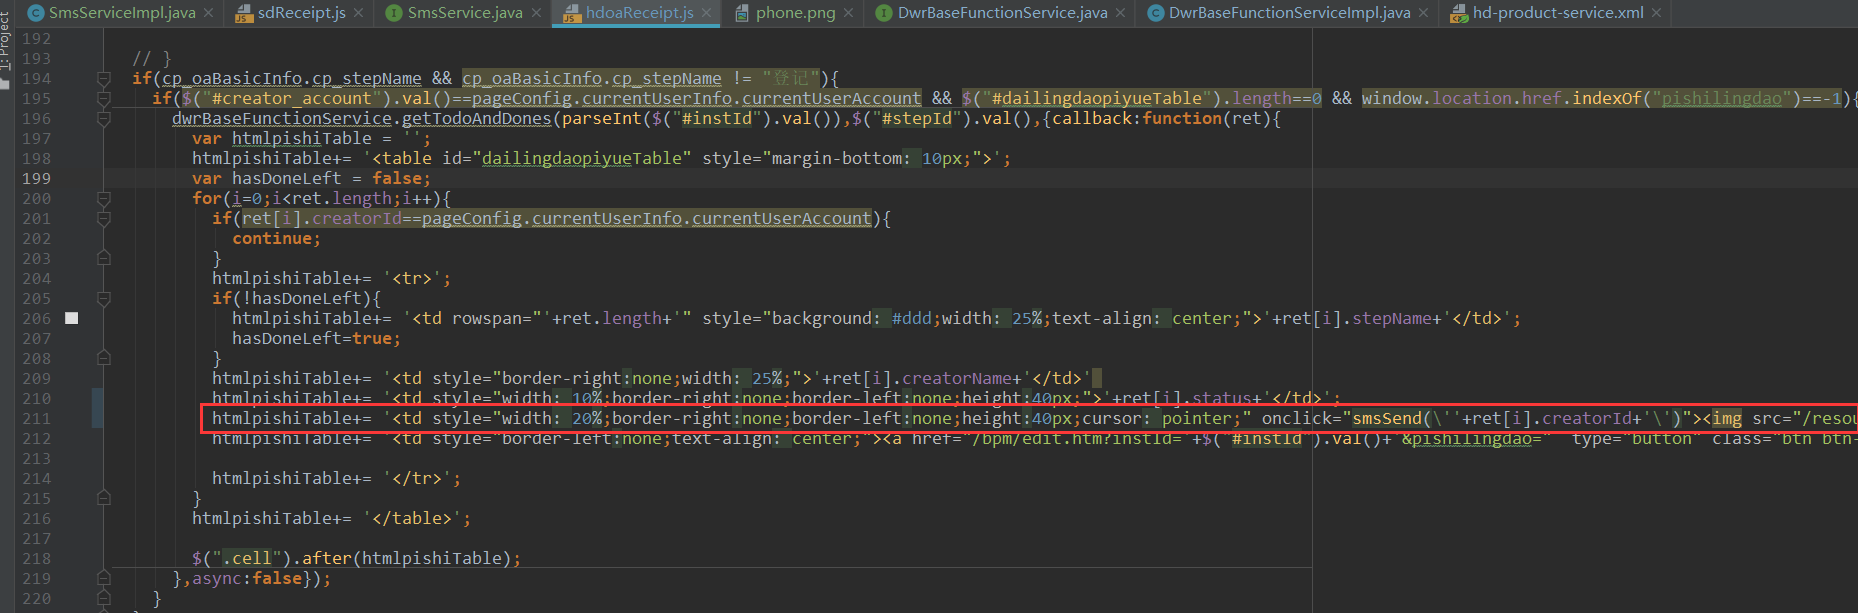 SmsServiceImpl.java × sdReceipt.js × SmsService.java × hdoaReceipt.js × phone.png × DwrBaseFunctionService.java × DwrBaseFunctionServiceImpl.java × hd-product-service.xml ×
1: Project
192
193 // }
194 if(cp_oaBasicInfo.cp_stepName && cp_oaBasicInfo.cp_stepName != "登记"){
195 if($("#creator_account").val()==pageConfig.currentUserInfo.currentUserAccount && $("#dailingdaopiyueTable").length==0 && window.location.href.indexOf("pishilingdao")==-1){
196 dwrBaseFunctionService.getTodoAndDones(parseInt($("#instId").val()),$("#stepId").val(),{callback:function(ret){
197 var htmlpishiTable = '';
198 htmlpishiTable+= '<table id="dailingdaopiyueTable" style="margin-bottom: 10px;">';
199 var hasDoneLeft = false;
200 for(i=0;i<ret.length;i++){
201 if(ret[i].creatorId==pageConfig.currentUserInfo.currentUserAccount){
202 continue;
203 }
204 htmlpishiTable+= '<tr>';
205 if(!hasDoneLeft){
206 htmlpishiTable+= '<td rowspan="'+ret.length+'" style="background: #ddd;width: 25%;text-align: center;">'+ret[i].stepName+'</td>';
207 hasDoneLeft=true;
208 }
209 htmlpishiTable+= '<td style="border-right:none;width: 25%;">'+ret[i].creatorName+'</td>'
210 htmlpishiTable+= '<td style="width: 10%;border-right:none;border-left:none;height:40px;">'+ret[i].status+'</td>';
211 htmlpishiTable+= '<td style="width: 20%;border-right:none;border-left:none;height:40px;cursor: pointer;" onclick="smsSend(\''+ret[i].creatorId+'\')"><img src="/resou
212 htmlpishiTable+= '<td style="border-left:none;text-align: center;"><a href="/bpm/edit.htm?instId='+$("#instId").val()+'&pishilingdao=" type="button" class="btn btn-
213
214 htmlpishiTable+= '</tr>';
215 }
216 htmlpishiTable+= '</table>';
217
218 $(".cell").after(htmlpishiTable);
219 },async:false});
220 }